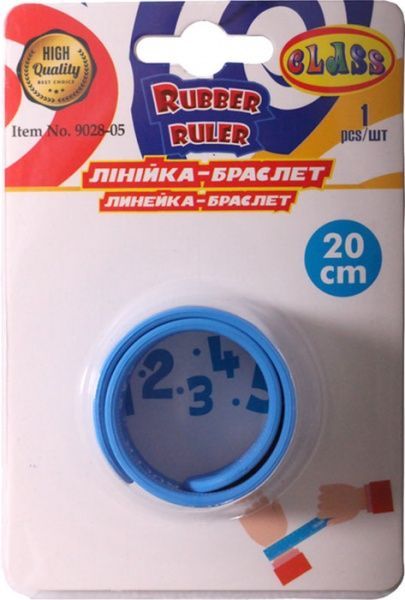 HIGH
Quality
BEST CHOICE
Item No. 9028-05
CLASS
RUBBER
RULER
1
pcs/шт
ЛІНІЙКА-БРАСЛЕТ
ЛИНЕЙКА-БРАСЛЕТ
20
cm
1 2 3 4 5